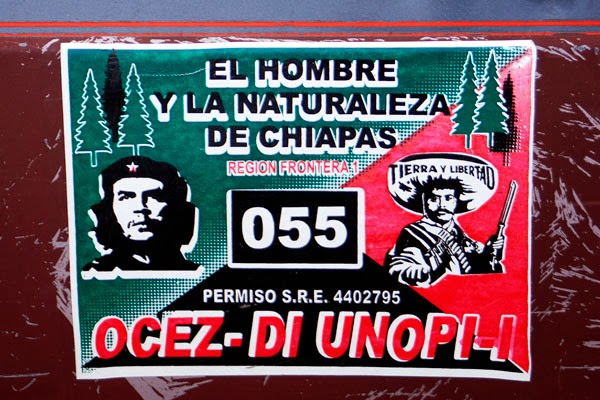 EL HOMBRE
Y LA NATURALEZA
DE CHIAPAS
REGION FRONTERA 1
TIERRA Y LIBERTAD
055
PERMISO S.R.E. 4402795
OCEZ-DI UNOPI-I